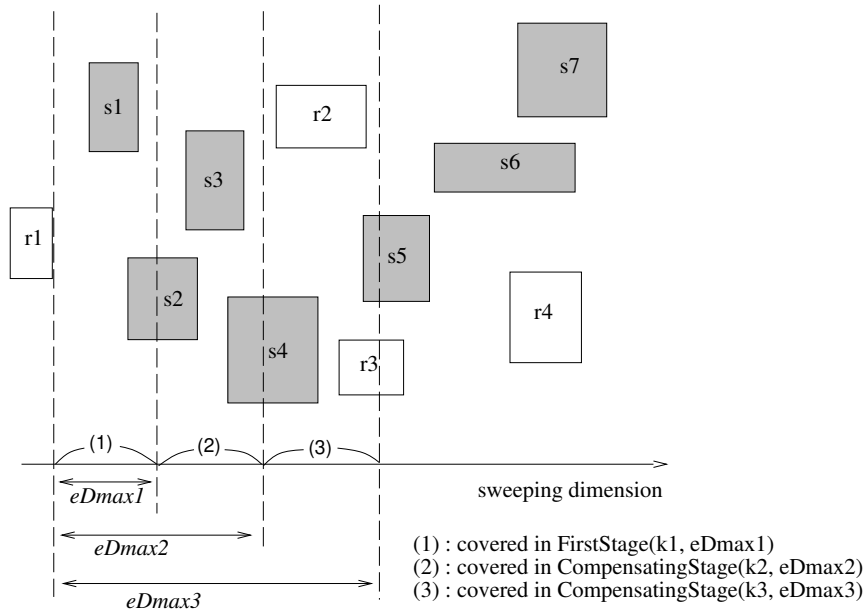 s7
s1
r2
s3
s6
r1
s5
s2
r4
s4
r3
(1)
(2)
(3)
eDmax1
sweeping dimension
eDmax2
eDmax3
(1) : covered in FirstStage(k1, eDmax1)
(2) : covered in CompensatingStage(k2, eDmax2)
(3) : covered in CompensatingStage(k3, eDmax3)